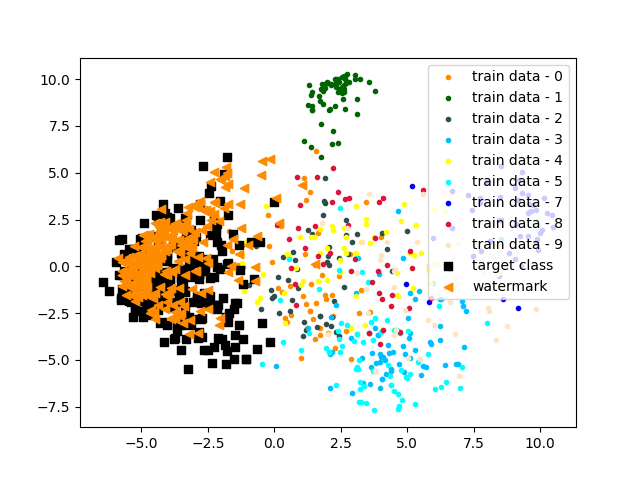 10.0
7.5
5.0
2.5
0.0
−2.5
−5.0
−7.5
−5.0
−2.5
0.0
2.5
5.0
7.5
10.0
train data - 0
train data - 1
train data - 2
train data - 3
train data - 4
train data - 5
train data - 7
train data - 8
train data - 9
target class
watermark